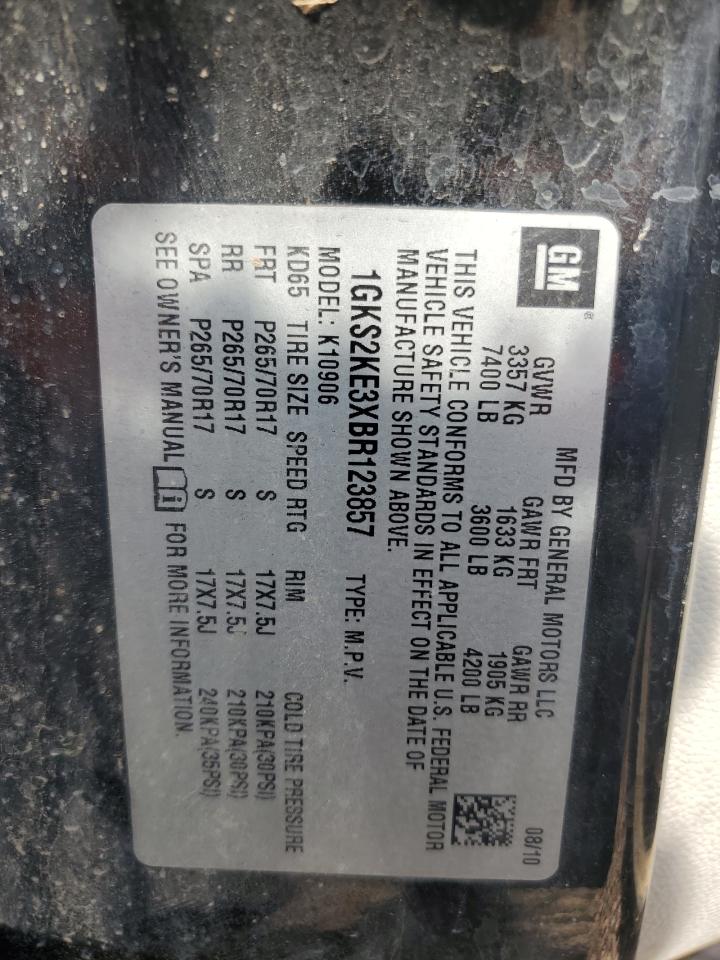 GM®
MFD BY GENERAL MOTORS LLC 08/10
GVWR GAWR FRT GAWR RR
3357 KG 1633 KG 1905 KG
7400 LB 3600 LB 4200 LB
THIS VEHICLE CONFORMS TO ALL APPLICABLE U.S. FEDERAL MOTOR
VEHICLE SAFETY STANDARDS IN EFFECT ON THE DATE OF
MANUFACTURE SHOWN ABOVE.
1GKS2KE3XBR123857 TYPE: M.P.V.
MODEL: K10906
KD65 TIRE SIZE SPEED RTG RIM COLD TIRE PRESSURE
FRT P265/70R17 S 17X7.5J 210KPA(30PSI)
RR P265/70R17 S 17X7.5J 210KPA(30PSI)
SPA P265/70R17 S 17X7.5J 240KPA(35PSI)
SEE OWNER'S MANUAL FOR MORE INFORMATION.